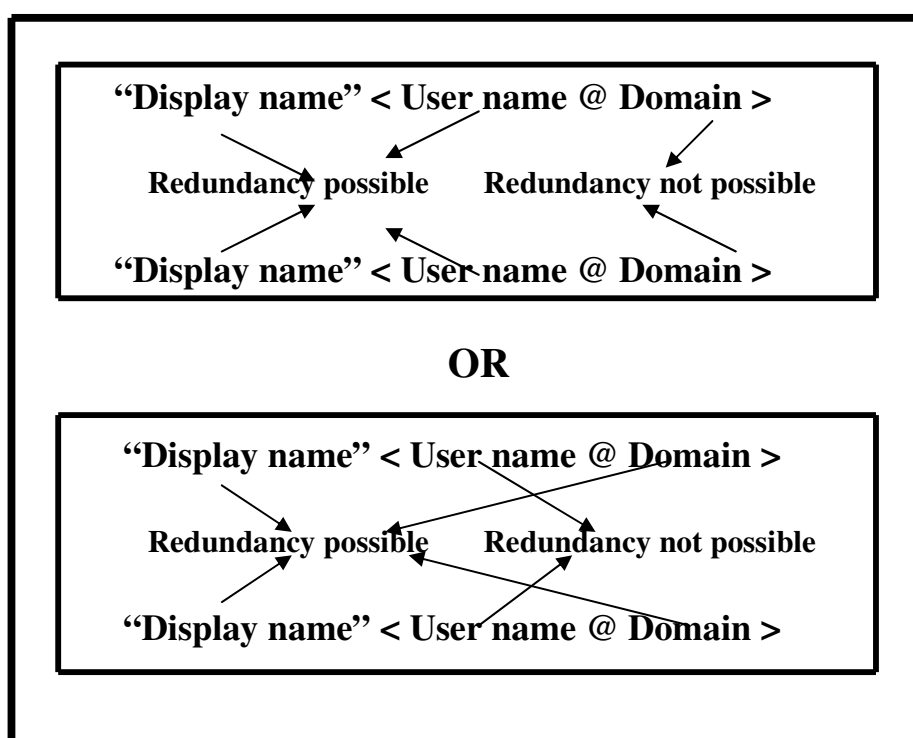 “Display name” < User name @ Domain >
Redundancy possible Redundancy not possible
“Display name” < User name @ Domain >
OR
“Display name” < User name @ Domain >
Redundancy possible Redundancy not possible
“Display name” < User name @ Domain >